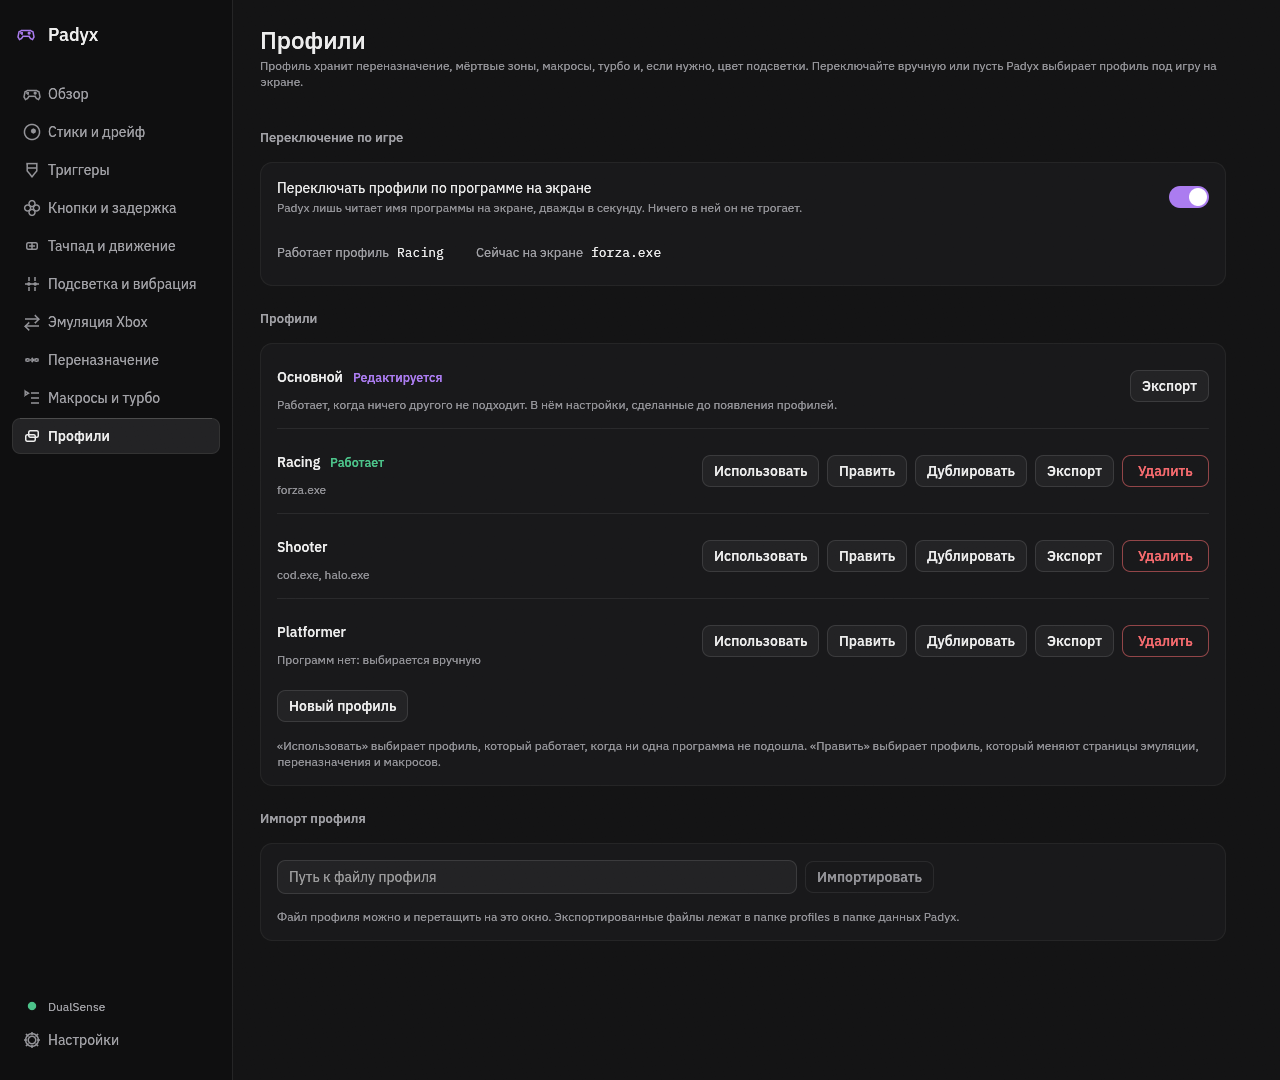 Padyx
Обзор
Стики и дрейф
Триггеры
Кнопки и задержка
Тачпад и движение
Подсветка и вибрация
Эмуляция Xbox
Переназначение
Макросы и турбо
Профили
DualSense
Настройки
Профили
Профиль хранит переназначение, мёртвые зоны, макросы, турбо и, если нужно, цвет подсветки. Переключайте вручную или пусть Padyx выбирает профиль под игру на
экране.
Переключение по игре
Переключать профили по программе на экране
Padyx лишь читает имя программы на экране, дважды в секунду. Ничего в ней он не трогает.
Работает профиль Racing Сейчас на экране forza.exe
Профили
Основной Редактируется
Экспорт
Работает, когда ничего другого не подходит. В нём настройки, сделанные до появления профилей.
Racing Работает
Использовать Править Дублировать Экспорт Удалить
forza.exe
Shooter
Использовать Править Дублировать Экспорт Удалить
cod.exe, halo.exe
Platformer
Использовать Править Дублировать Экспорт Удалить
Программ нет: выбирается вручную
Новый профиль
«Использовать» выбирает профиль, который работает, когда ни одна программа не подошла. «Править» выбирает профиль, который меняют страницы эмуляции,
переназначения и макросов.
Импорт профиля
Путь к файлу профиля Импортировать
Файл профиля можно и перетащить на это окно. Экспортированные файлы лежат в папке profiles в папке данных Padyx.